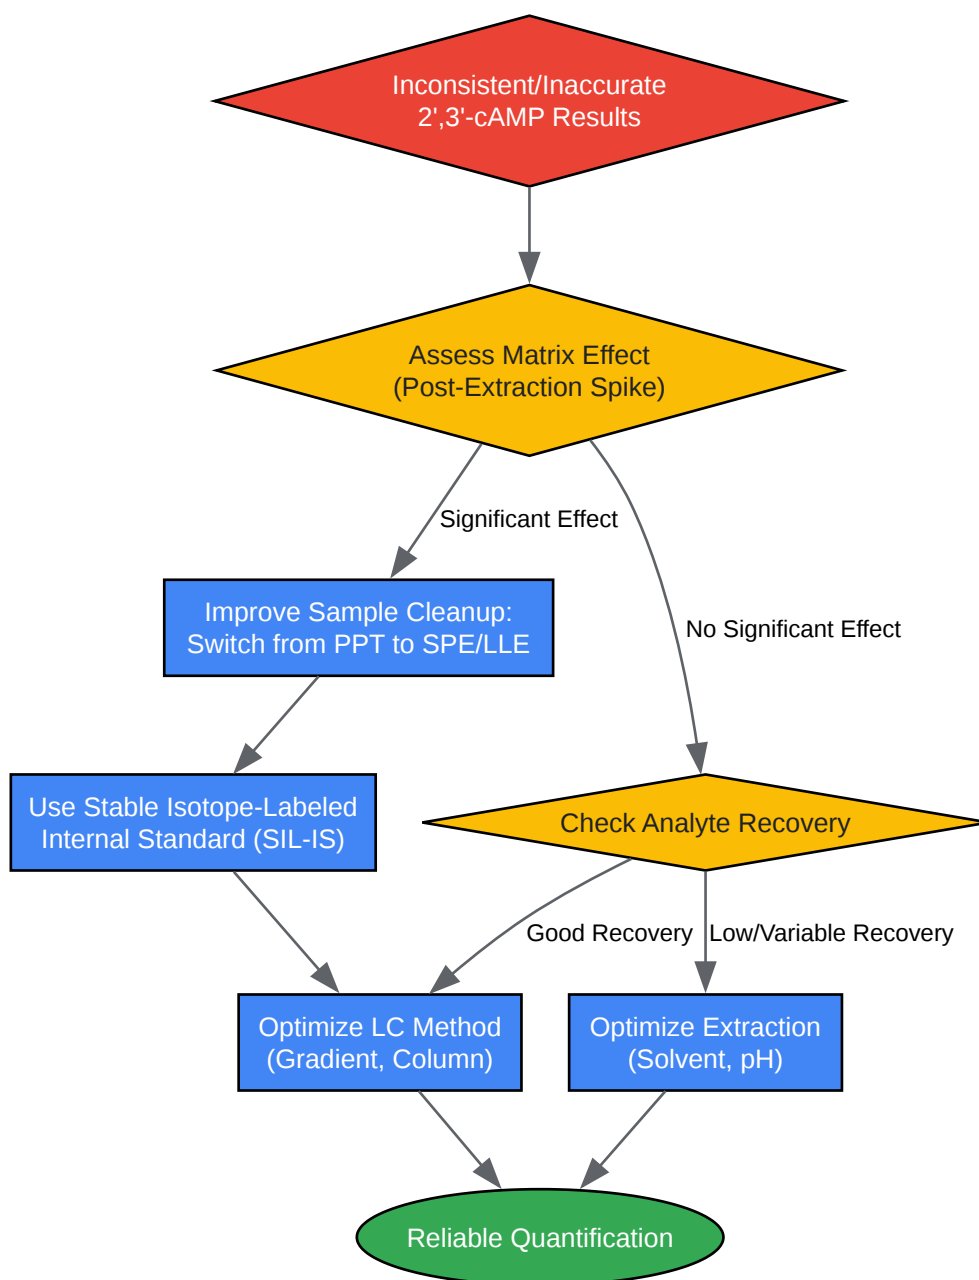 Inconsistent/Inaccurate
2',3'-cAMP Results
Assess Matrix Effect
(Post-Extraction Spike)
Significant Effect
Improve Sample Cleanup:
Switch from PPT to SPE/LLE
No Significant Effect
Use Stable Isotope-Labeled
Internal Standard (SIL-IS)
Check Analyte Recovery
Good Recovery
Low/Variable Recovery
Optimize LC Method
(Gradient, Column)
Optimize Extraction
(Solvent, pH)
Reliable Quantification